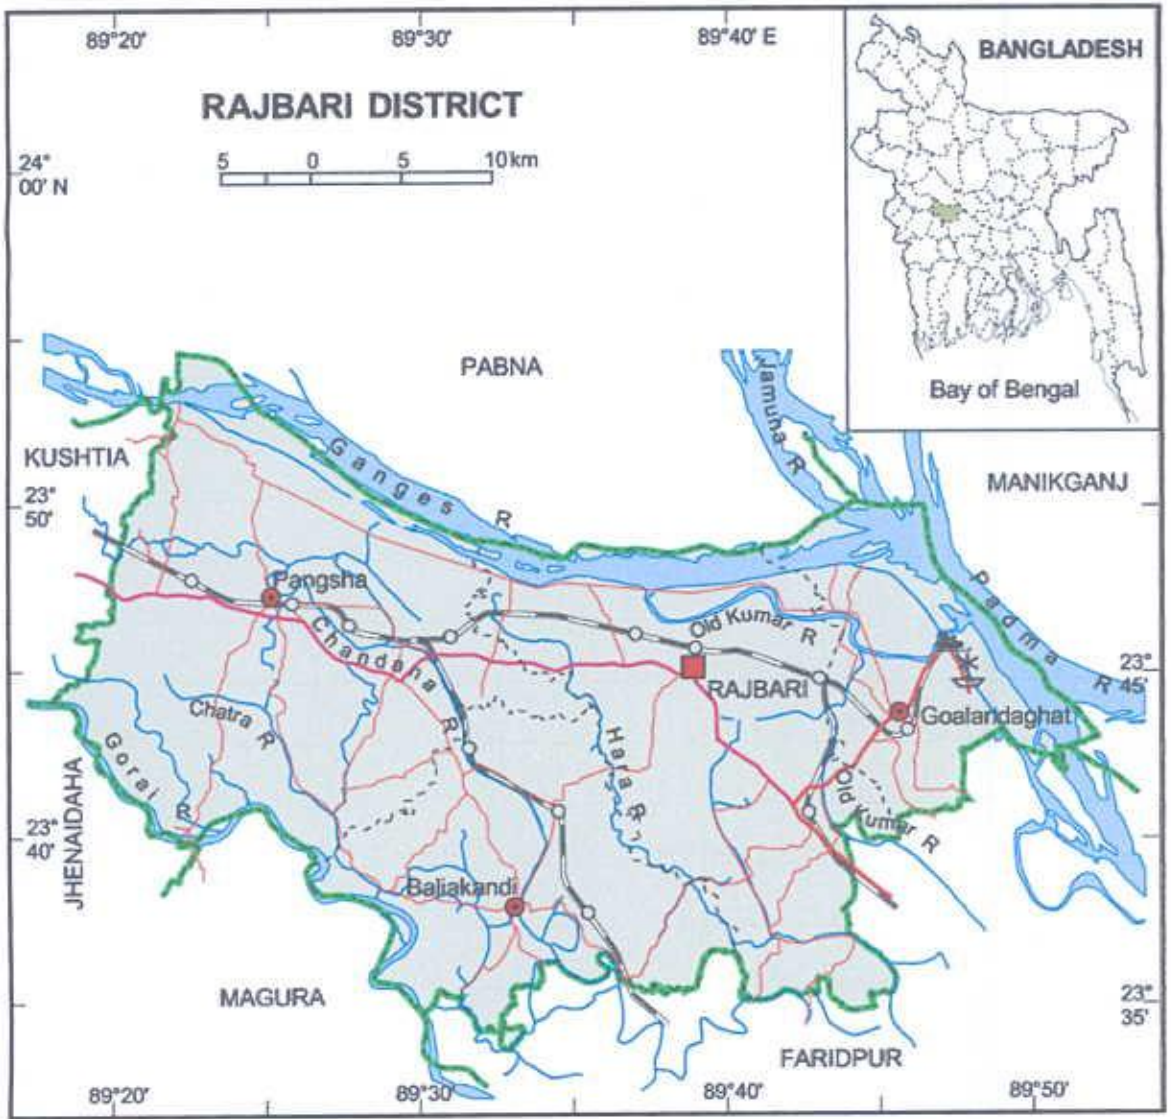 89°20'
89°30'
89°40' E
BANGLADESH
RAJBARI DISTRICT
5 0 5 10 km
24°
00' N
Bay of Bengal
PABNA
Jamuna R
KUSHTIA
Ganges R
MANIKGANJ
23°
50'
Pangsha
Padma R
Old Kumar R
Chandana R
23°
45'
RAJBARI
Chatra R
Goalandaghat
Gorai R
Hara R
JHENAIDAHA
Old Kumar R
23°
40'
Baliakandi
MAGURA
23°
35'
FARIDPUR
89°20'
89°30'
89°40'
89°50'